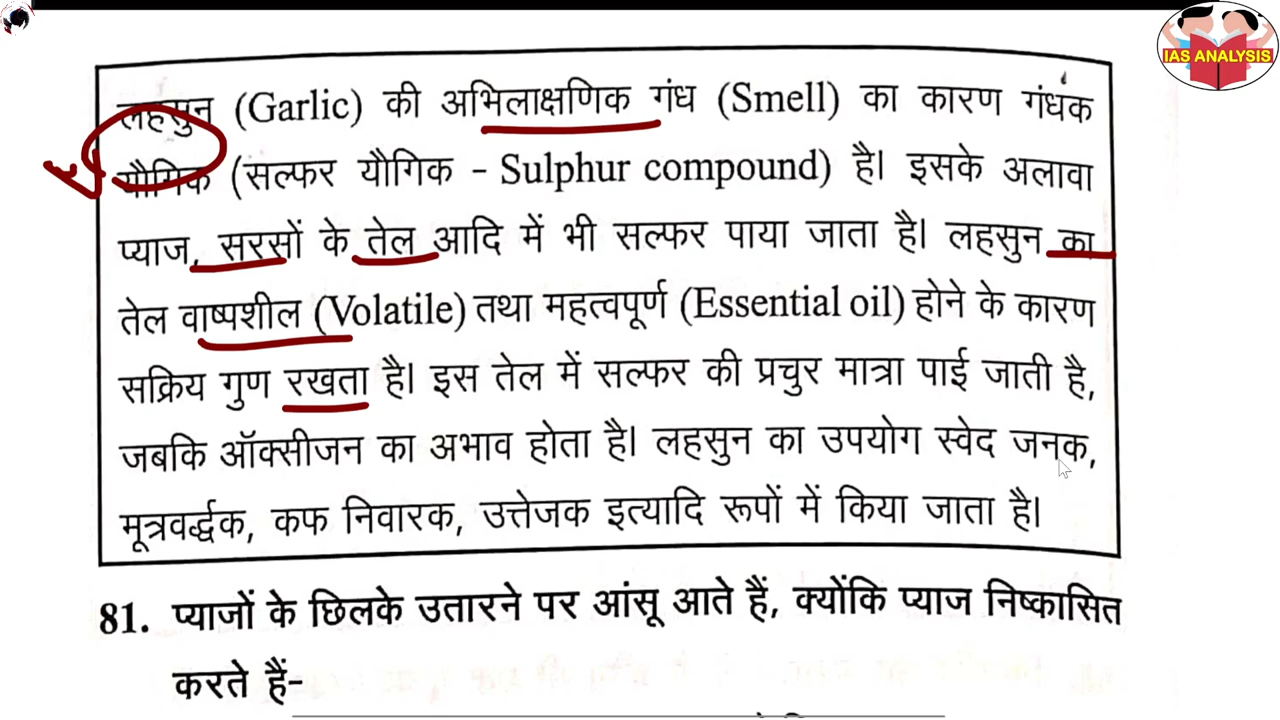 IAS ANALYSIS
लहसुन (Garlic) की अभिलाक्षणिक गंध (Smell) का कारण गंधक
यौगिक (सल्फर यौगिक - Sulphur compound) है। इसके अलावा
प्याज, सरसों के तेल आदि में भी सल्फर पाया जाता है। लहसुन का
तेल वाष्पशील (Volatile) तथा महत्वपूर्ण (Essential oil) होने के कारण
सक्रिय गुण रखता है। इस तेल में सल्फर की प्रचुर मात्रा पाई जाती है,
जबकि ऑक्सीजन का अभाव होता है। लहसुन का उपयोग स्वेद जनक,
मूत्रवर्द्धक, कफ निवारक, उत्तेजक इत्यादि रूपों में किया जाता है।
81. प्याजों के छिलके उतारने पर आंसू आते हैं, क्योंकि प्याज निष्कासित
करते हैं-